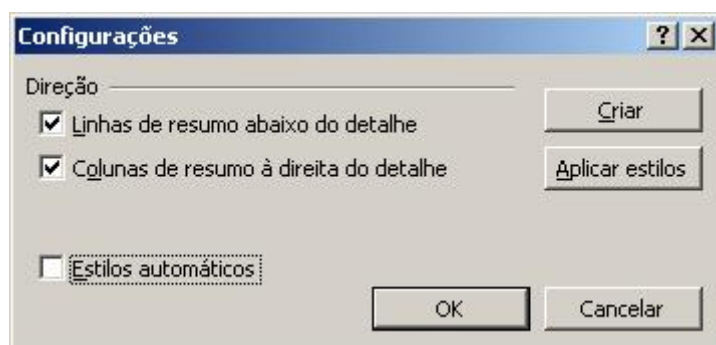 Configurações
Direção
Linhas de resumo abaixo do detalhe
Criar
Colunas de resumo à direita do detalhe
Aplicar estilos
Estilos automáticos
OK
Cancelar